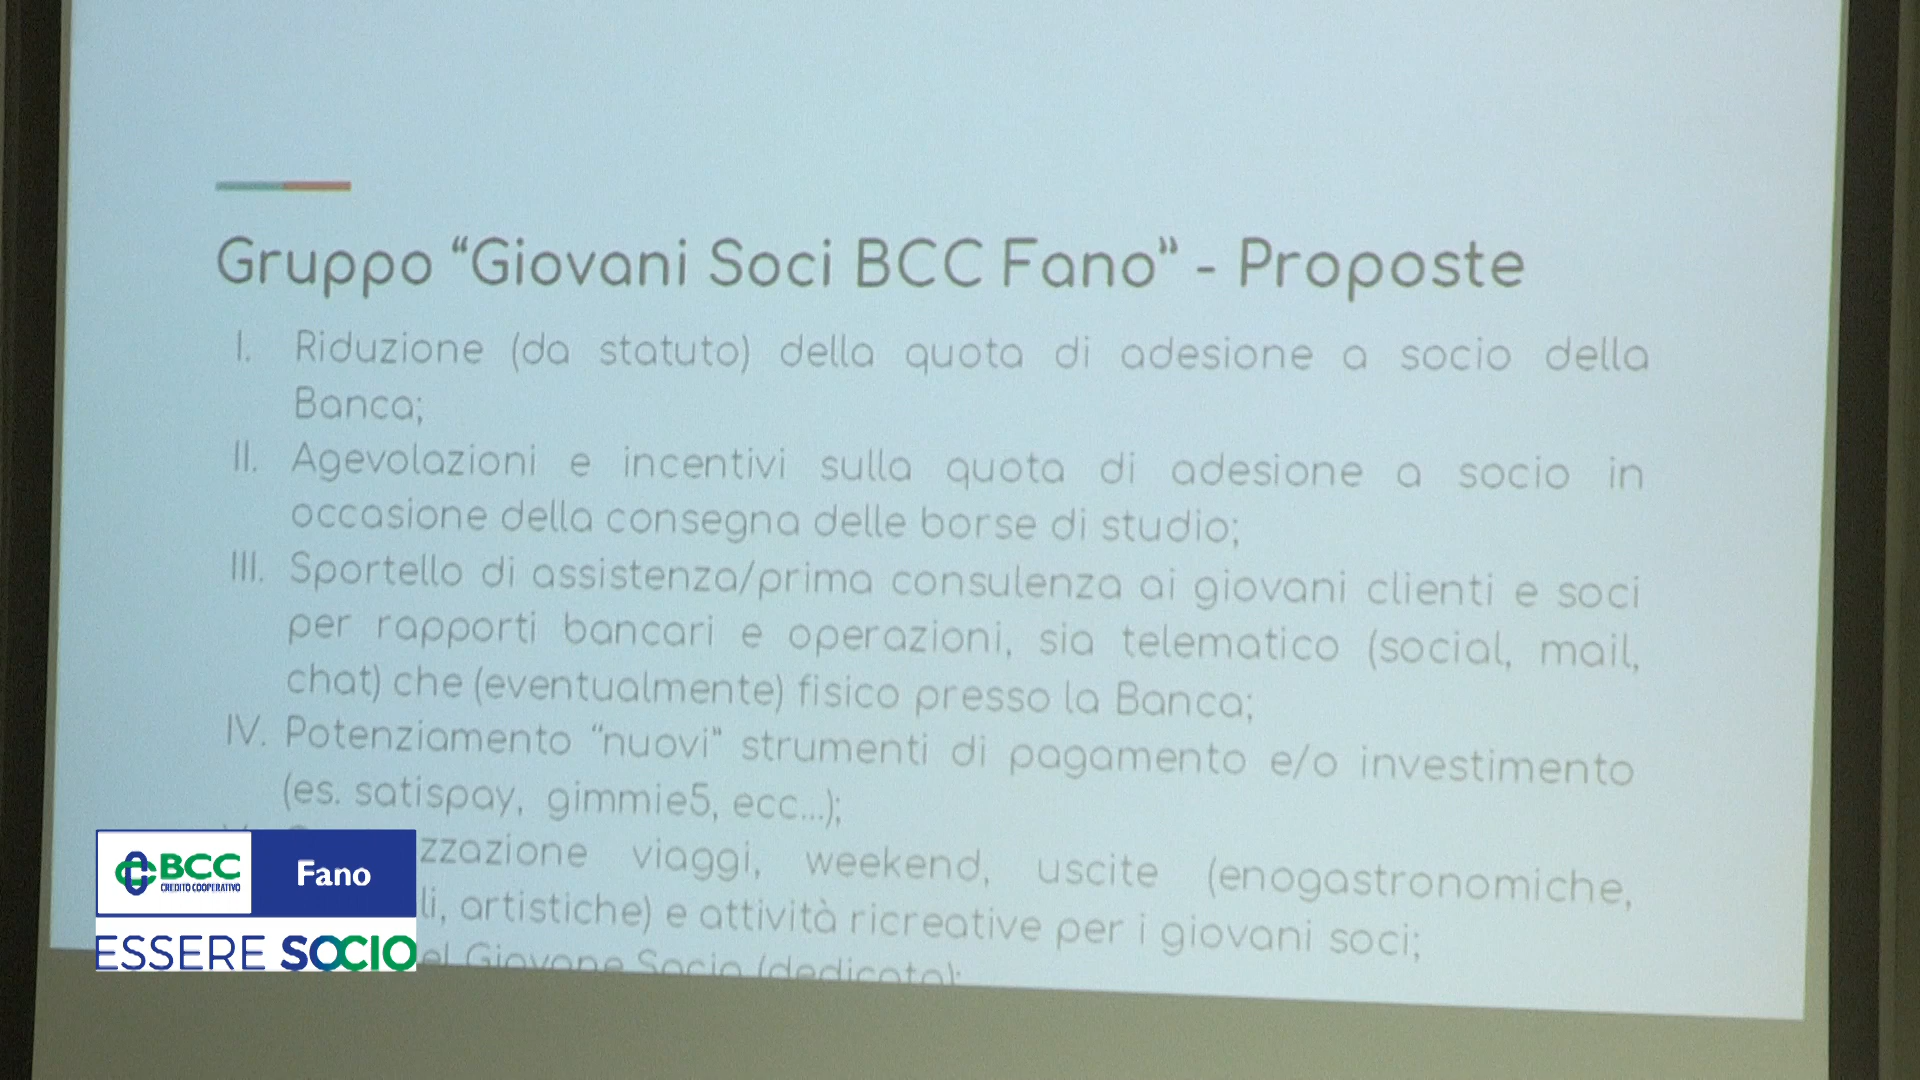 Gruppo “Giovani Soci BCC Fano” - Proposte
I. Riduzione (da statuto) della quota di adesione a socio della
Banca;
II. Agevolazioni e incentivi sulla quota di adesione a socio in
occasione della consegna delle borse di studio;
III. Sportello di assistenza/prima consulenza ai giovani clienti e soci
per rapporti bancari e operazioni, sia telematico (social, mail,
chat) che (eventualmente) fisico presso la Banca;
IV. Potenziamento “nuovi” strumenti di pagamento e/o investimento
(es. satispay, gimmie5, ecc...);
zzazione viaggi, weekend, uscite (enogastronomiche,
li, artistiche) e attività ricreative per i giovani soci;
el Giovane Socio (dedicato);
BCC
CREDITO COOPERATIVO
Fano
ESSERE SOCIO